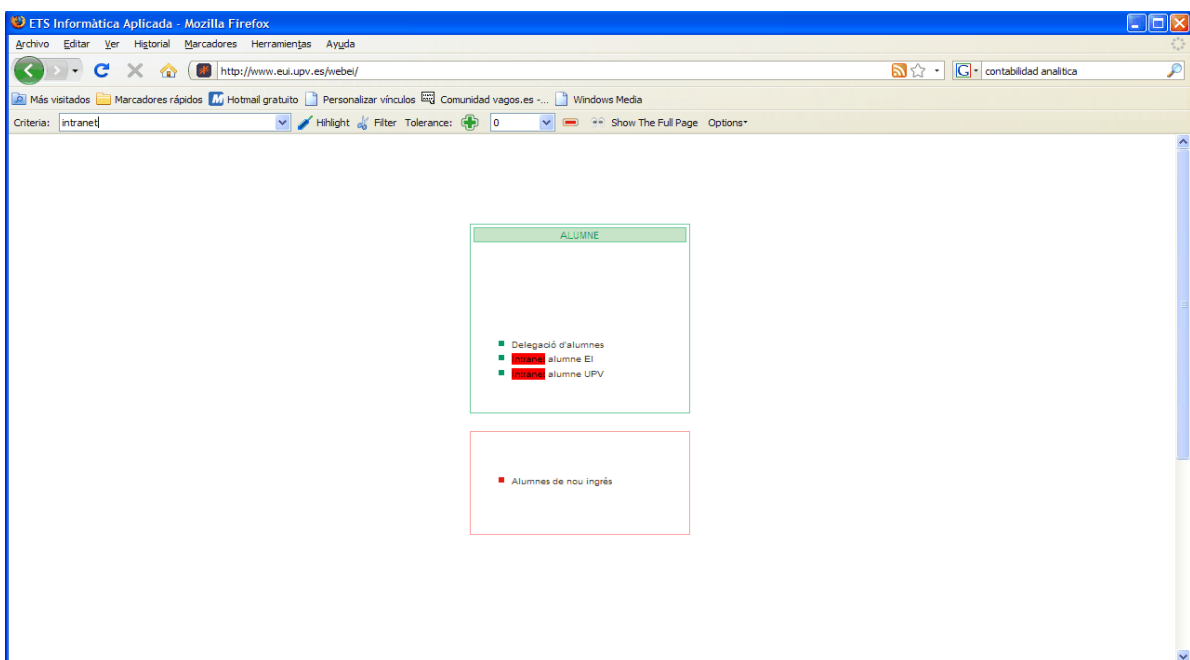 ETS Informàtica Aplicada - Mozilla Firefox
Archivo Editar Ver Historial Marcadores Herramientas Ayuda
http://www.eui.upv.es/webei/ G contabilidad analitica
Más visitados Marcadores rápidos M Hotmail gratuito Personalizar vínculos Comunidad vagos.es -... Windows Media
Criteria: intranet Hihlight Filter Tolerance: 0 Show The Full Page Options
ALUMNE
Delegació d'alumnes
Intranet alumne EI
Intranet alumne UPV
Alumnes de nou ingrés